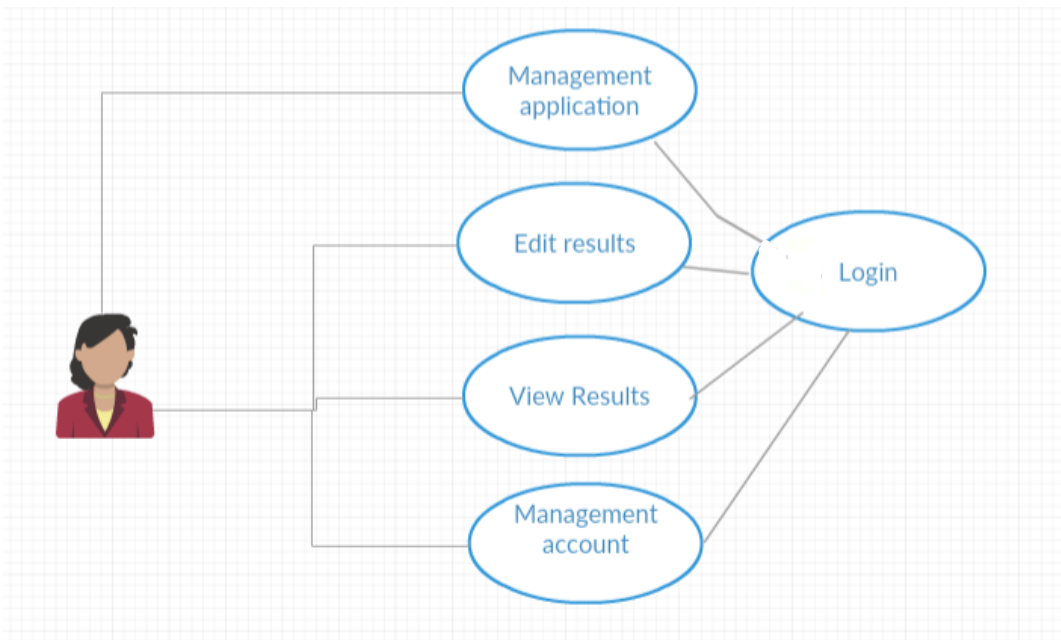 Management
application
Edit results
Login
View Results
Management
account